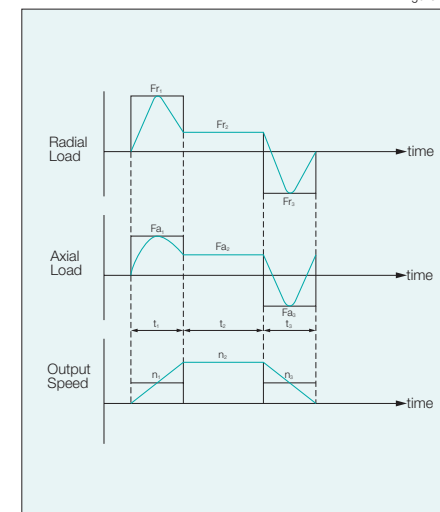 Fr₁
Fr₂
Radial
Load
time
Fr₃
Fa₁
Fa₂
Axial
Load
time
Fa₃
t₁ t₂ t₃
n₂
Output
Speed
n₁ n₃
time